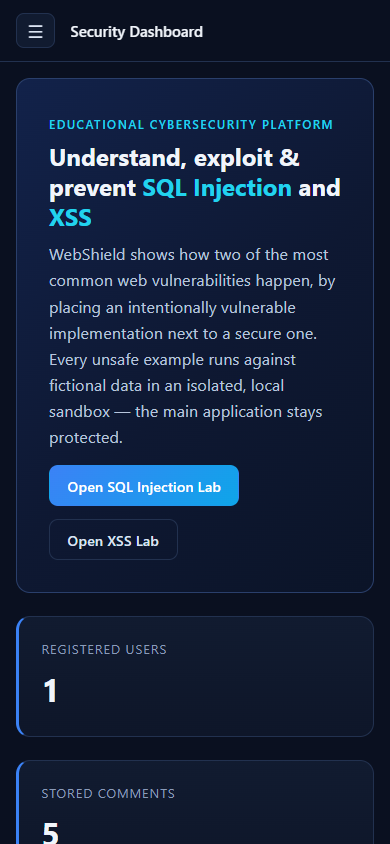 ☰ Security Dashboard
EDUCATIONAL CYBERSECURITY PLATFORM
Understand, exploit &
prevent SQL Injection and
XSS
WebShield shows how two of the most
common web vulnerabilities happen, by
placing an intentionally vulnerable
implementation next to a secure one.
Every unsafe example runs against
fictional data in an isolated, local
sandbox — the main application stays
protected.
Open SQL Injection Lab
Open XSS Lab
REGISTERED USERS
1
STORED COMMENTS
5